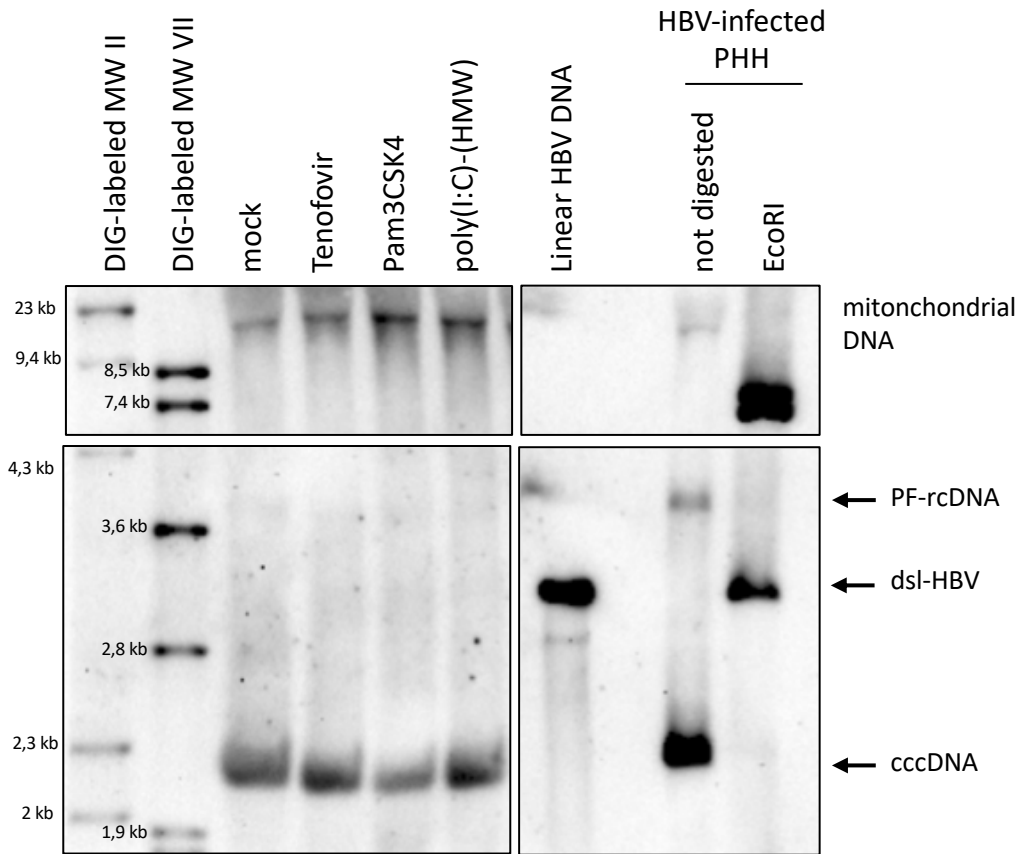 HBV-infected
PHH
DIG-labeled MW II
DIG-labeled MW VII
mock
Tenofovir
Pam3CSK4
poly(I:C)-(HMW)
Linear HBV DNA
not digested
EcoRI
23 kb
9,4 kb
8,5 kb
7,4 kb
mitonchondrial
DNA
4,3 kb
3,6 kb
2,8 kb
2,3 kb
2 kb
1,9 kb
PF-rcDNA
dsl-HBV
cccDNA